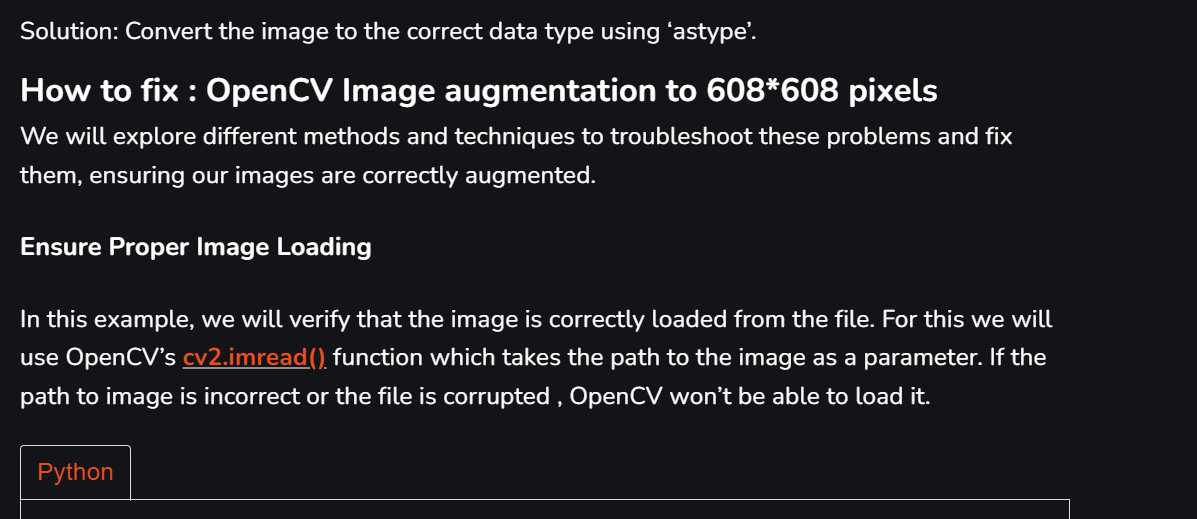 Solution: Convert the image to the correct data type using ‘astype’.
How to fix : OpenCV Image augmentation to 608*608 pixels
We will explore different methods and techniques to troubleshoot these problems and fix
them, ensuring our images are correctly augmented.
Ensure Proper Image Loading
In this example, we will verify that the image is correctly loaded from the file. For this we will
use OpenCV’s cv2.imread() function which takes the path to the image as a parameter. If the
path to image is incorrect or the file is corrupted , OpenCV won’t be able to load it.
Python